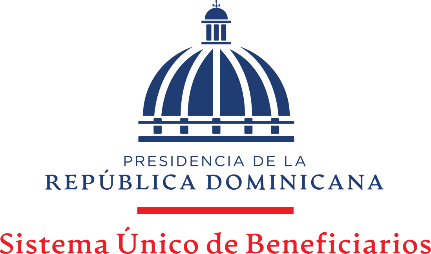 PRESIDENCIA DE LA
REPÚBLICA DOMINICANA
Sistema Único de Beneficiarios